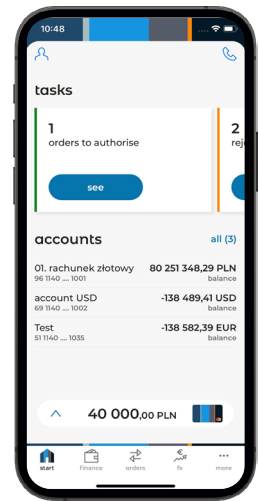 10:48
tasks
1
orders to authorise
see
2
rej
accounts
all (3)
01. rachunek złotowy 80 251 348,29 PLN
96 1140 .... 1001 balance
account USD -138 489,41 USD
69 1140 .... 1002 balance
Test -138 582,39 EUR
51 1140 .... 1035 balance
40 000,00 PLN
start finance orders fx more